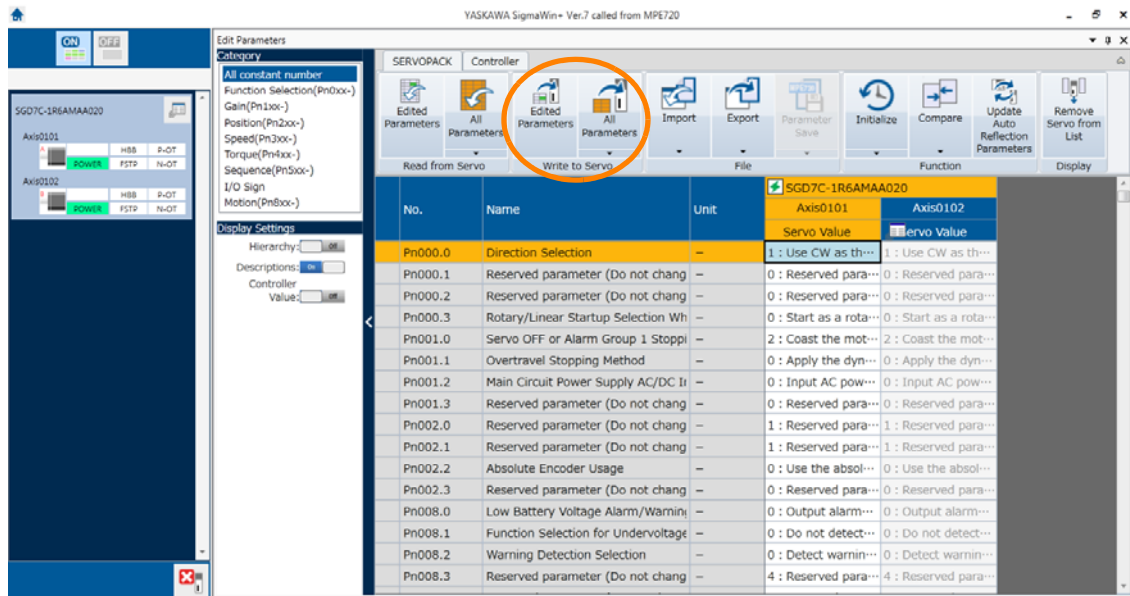 YASKAWA SigmaWin+ Ver.7 called from MPE720
ON OFF
SGD7C-1R6AMAA020
Axis0101
A HBB P-OT
POWER FSTP N-OT
Axis0102
B HBB P-OT
POWER FSTP N-OT
Edit Parameters
Category
All constant number
Function Selection(Pn0xx-)
Gain(Pn1xx-)
Position(Pn2xx-)
Speed(Pn3xx-)
Torque(Pn4xx-)
Sequence(Pn5xx-)
I/O Sign
Motion(Pn8xx-)
Display Settings
Hierarchy: Off
Descriptions: On
Controller
Value: Off
SERVOPACK Controller
Edited
Parameters
All
Parameters
Read from Servo
Edited
Parameters
All
Parameters
Write to Servo
Import
Export
Parameter
Save
File
Initialize
Compare
Update
Auto
Reflection
Parameters
Function
Remove
Servo from
List
Display
SGD7C-1R6AMAA020
No. Name Unit Axis0101 Axis0102
Servo Value ervo Value
Pn000.0 Direction Selection – 1 : Use CW as th··· 1 : Use CW as th···
Pn000.1 Reserved parameter (Do not chang – 0 : Reserved para··· 0 : Reserved para···
Pn000.2 Reserved parameter (Do not chang – 0 : Reserved para··· 0 : Reserved para···
Pn000.3 Rotary/Linear Startup Selection Wh – 0 : Start as a rota··· 0 : Start as a rota···
Pn001.0 Servo OFF or Alarm Group 1 Stoppi – 2 : Coast the mot··· 2 : Coast the mot···
Pn001.1 Overtravel Stopping Method – 0 : Apply the dyn··· 0 : Apply the dyn···
Pn001.2 Main Circuit Power Supply AC/DC I – 0 : Input AC pow··· 0 : Input AC pow···
Pn001.3 Reserved parameter (Do not chang – 0 : Reserved para··· 0 : Reserved para···
Pn002.0 Reserved parameter (Do not chang – 1 : Reserved para··· 1 : Reserved para···
Pn002.1 Reserved parameter (Do not chang – 1 : Reserved para··· 1 : Reserved para···
Pn002.2 Absolute Encoder Usage – 0 : Use the absol··· 0 : Use the absol···
Pn002.3 Reserved parameter (Do not chang – 0 : Reserved para··· 0 : Reserved para···
Pn008.0 Low Battery Voltage Alarm/Warning – 0 : Output alarm··· 0 : Output alarm···
Pn008.1 Function Selection for Undervoltage – 0 : Do not detect··· 0 : Do not detect···
Pn008.2 Warning Detection Selection – 0 : Detect warnin··· 0 : Detect warnin···
Pn008.3 Reserved parameter (Do not chang – 4 : Reserved para··· 4 : Reserved para···